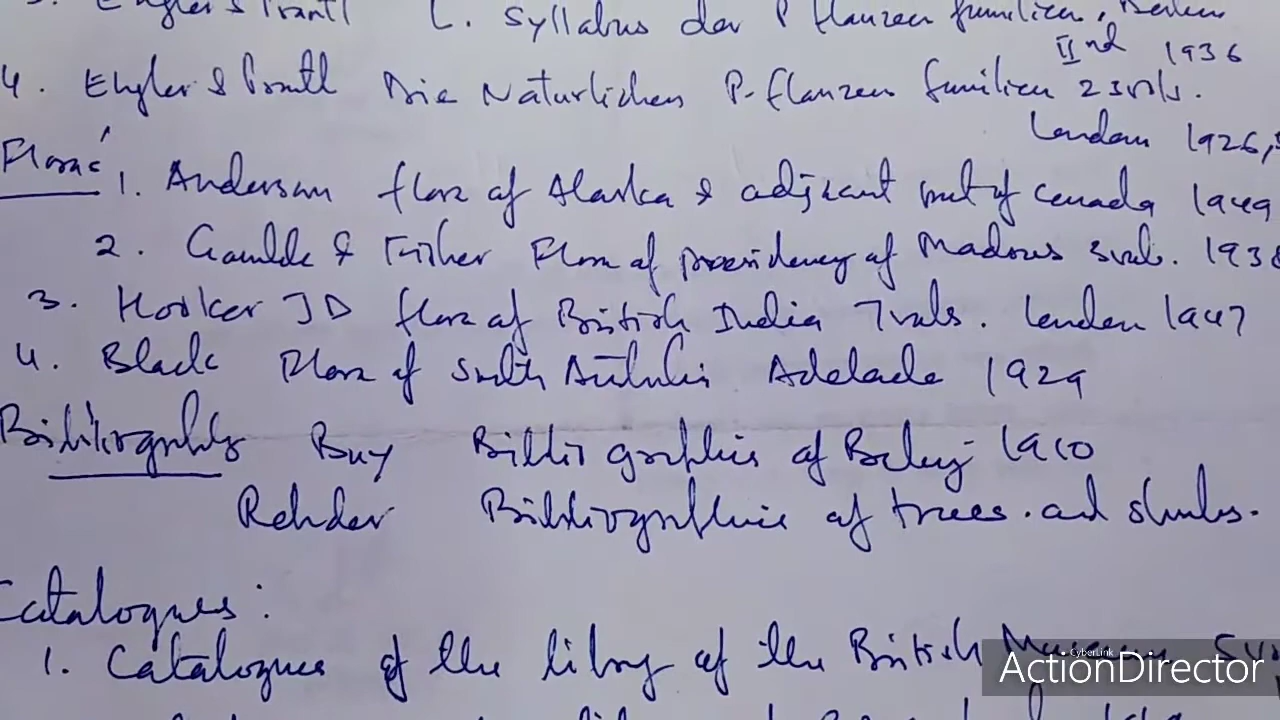 3. Engler & Prantl L. Syllabus der Pflanzen familien, Berlin
IInd 1936
4. Engler & Prantl Die Naturlichen Pflanzen familien 23 vols.
London 1926,
Florae
1. Anderson flora of Alaska & adjacent part of Canada 1949
2. Gamble & Fisher Flora of presidency of Madras 3 vols. 193
3. Hooker JD flora of British India 7 vols. London 1947
4. Black Flora of South Australia Adelaide 1929
Bibliography Buy Bibliographies of Botany 1910
Rehder Bibliographies of trees and shrubs.
Catalogues:
1. Catalogues of the library of the British Museum
CyberLink
ActionDirector